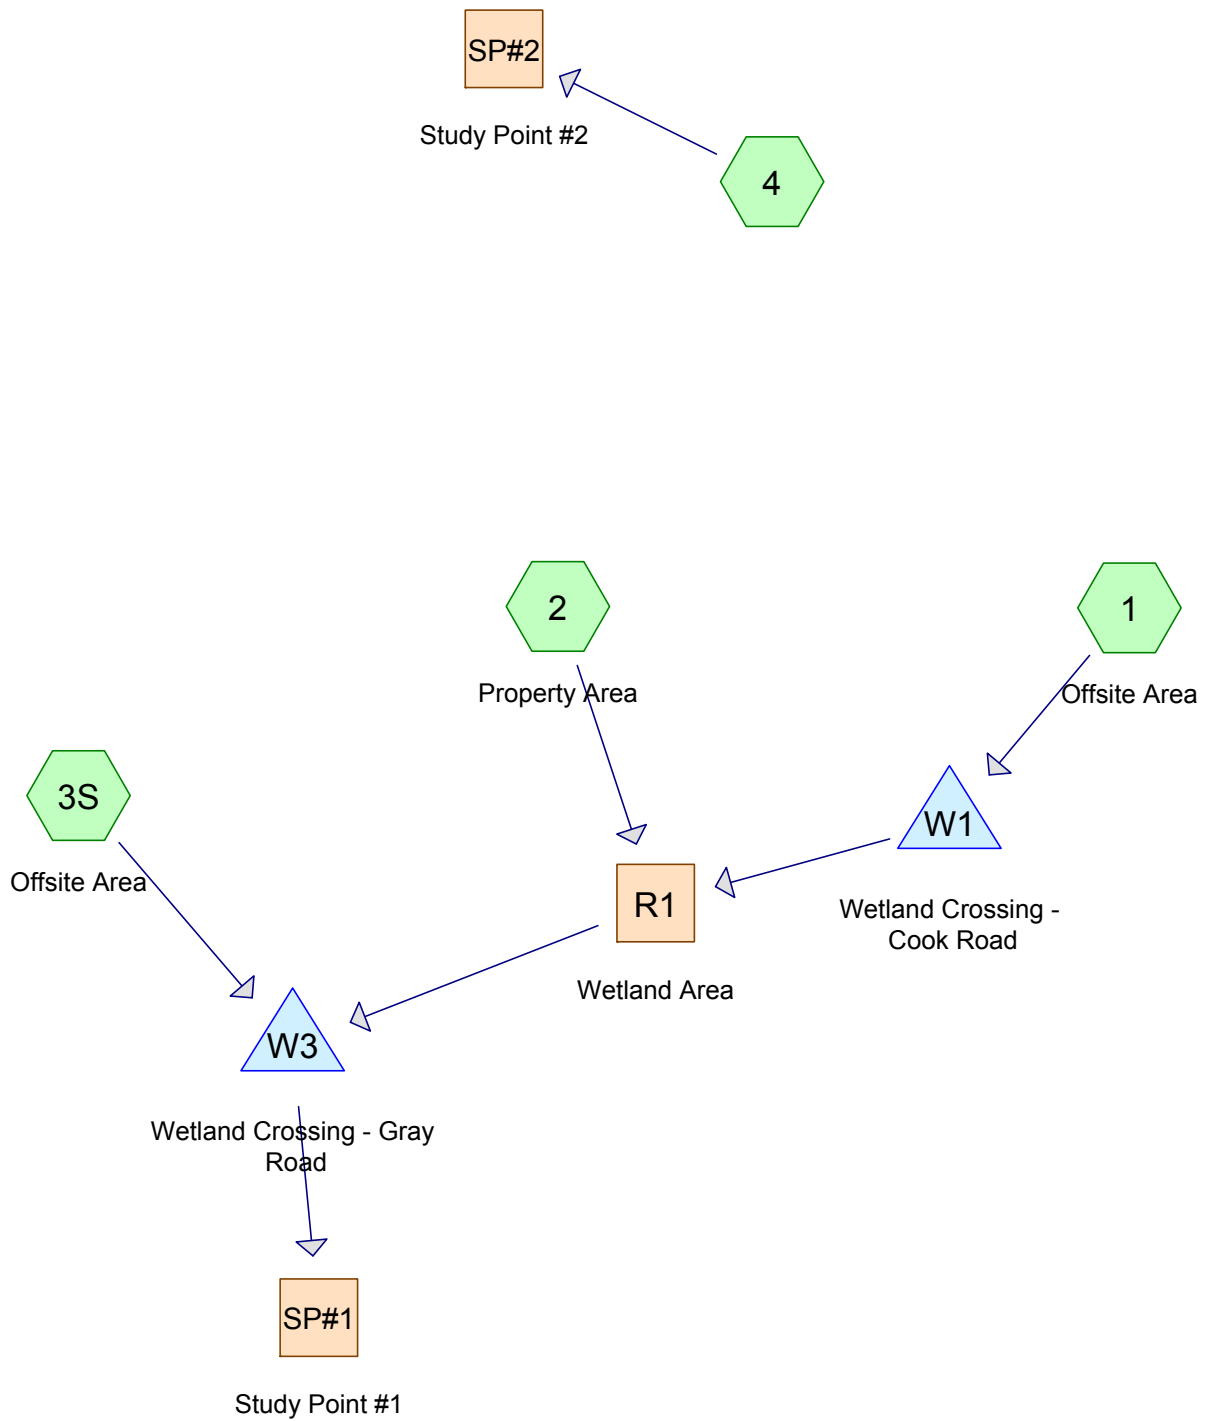 SP#2
Study Point #2
4
2
Property Area
1
Offsite Area
3S
Offsite Area
W1
Wetland Crossing -
Cook Road
R1
Wetland Area
W3
Wetland Crossing - Gray
Road
SP#1
Study Point #1